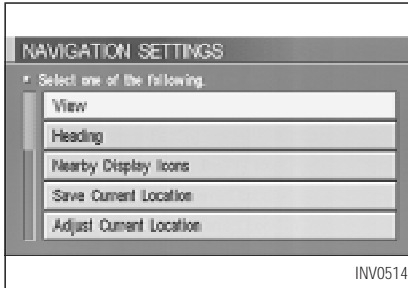 NAVIGATION SETTINGS
Select one of the following.
View
Heading
Nearby Display Icons
Save Current Location
Adjust Current Location
INV0514